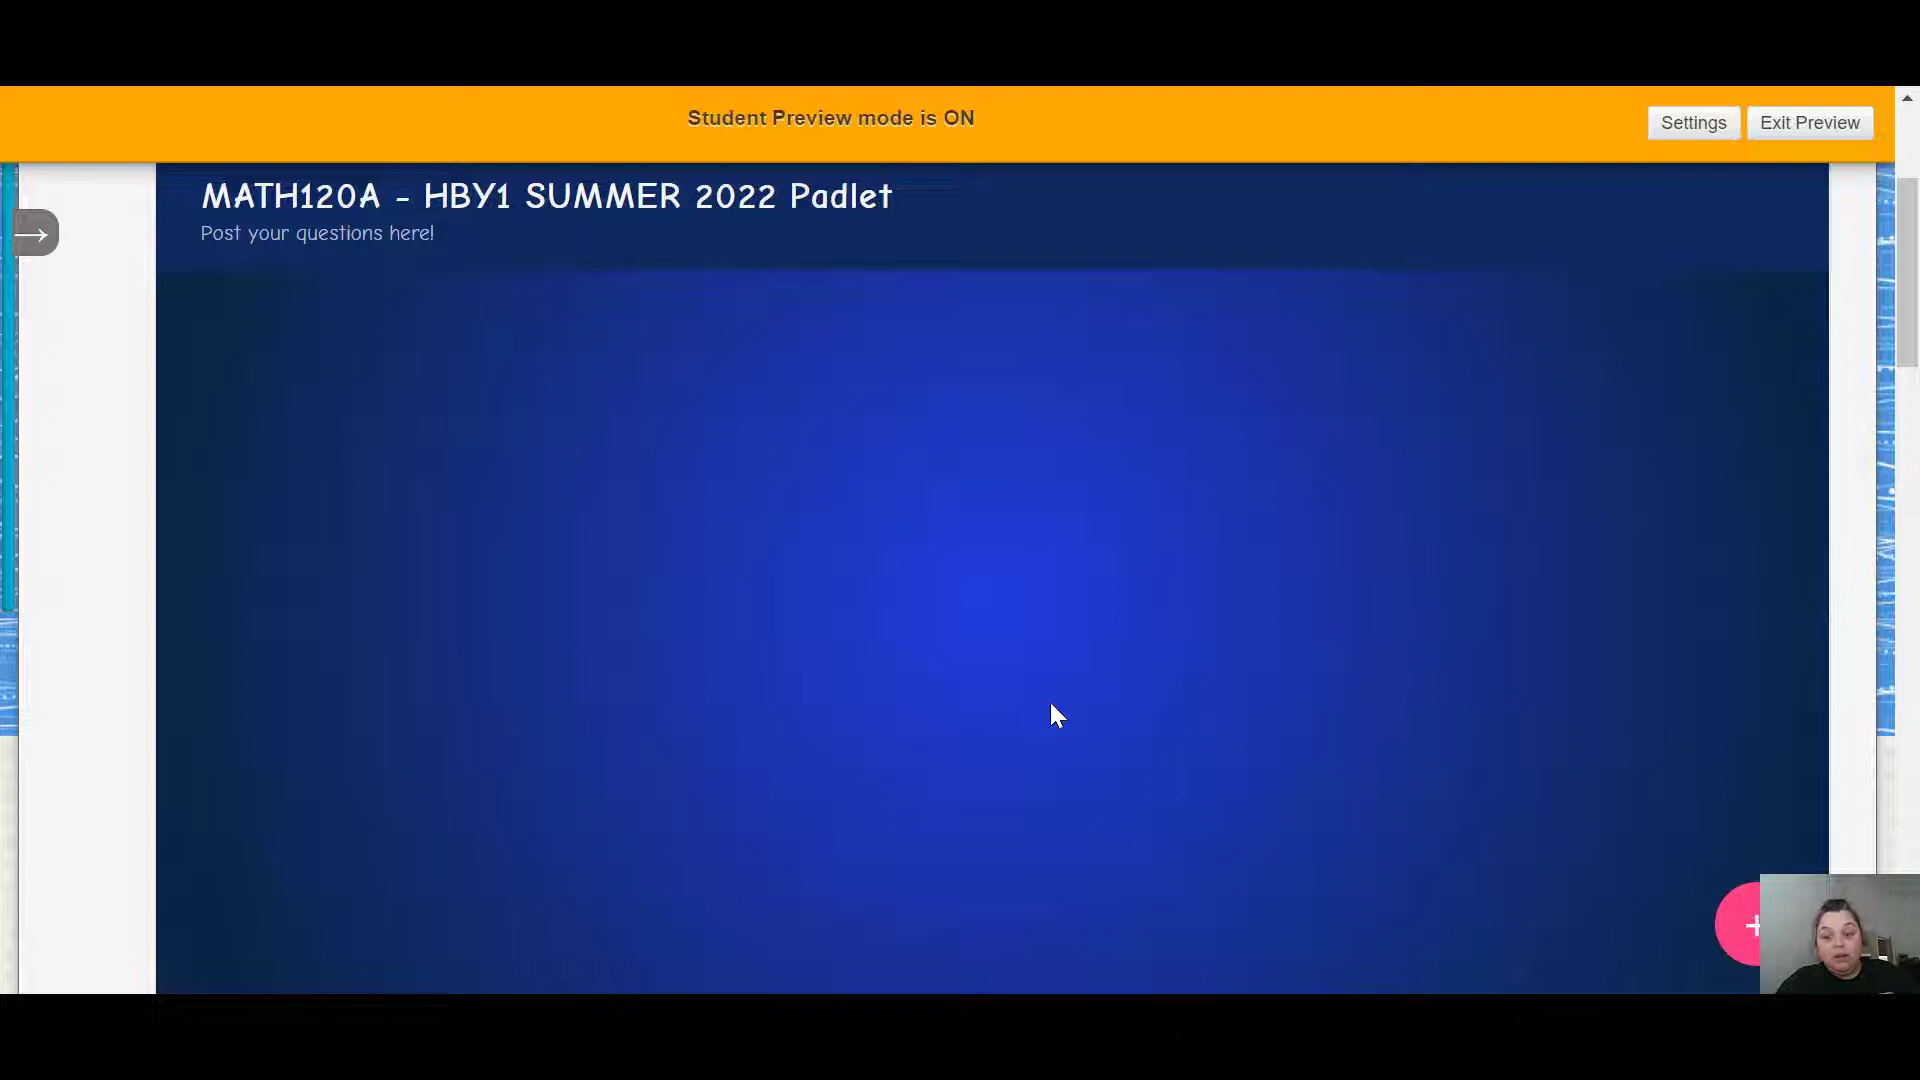 Student Preview mode is ON
Settings
Exit Preview
MATH120A - HBY1 SUMMER 2022 Padlet
Post your questions here!